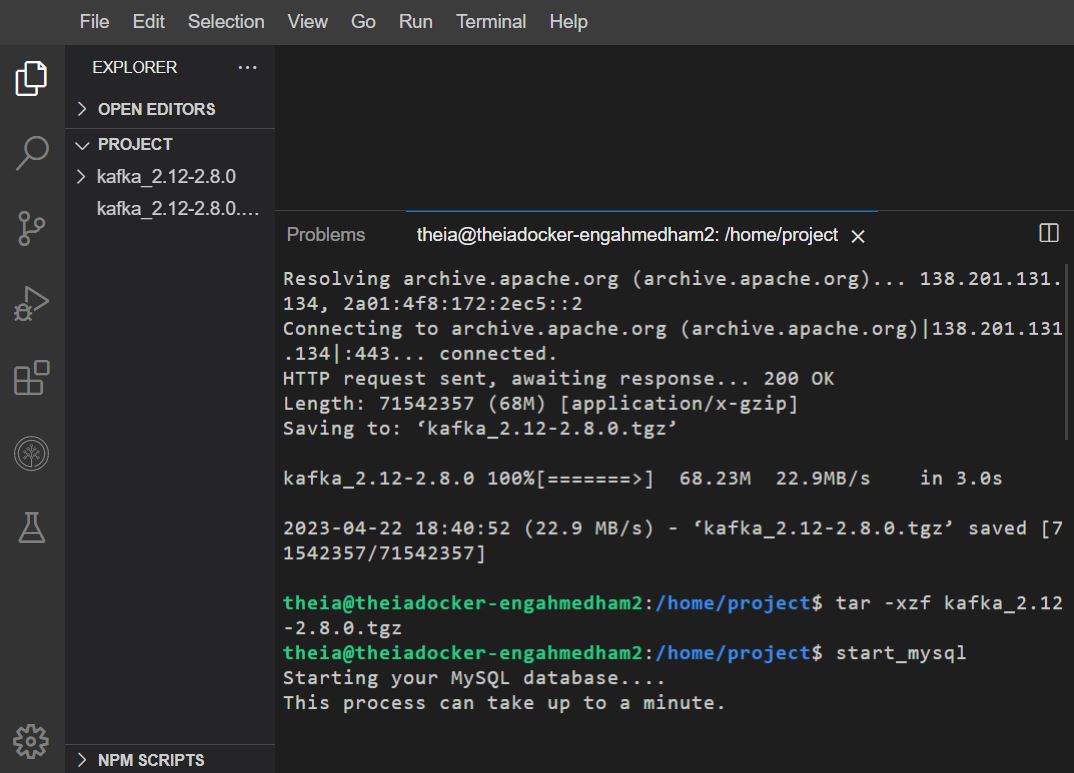 File Edit Selection View Go Run Terminal Help
EXPLORER ...
OPEN EDITORS
PROJECT
kafka_2.12-2.8.0
kafka_2.12-2.8.0....
Problems theia@theiadocker-engahmedham2: /home/project
Resolving archive.apache.org (archive.apache.org)... 138.201.131.
134, 2a01:4f8:172:2ec5::2
Connecting to archive.apache.org (archive.apache.org)|138.201.131
.134|:443... connected.
HTTP request sent, awaiting response... 200 OK
Length: 71542357 (68M) [application/x-gzip]
Saving to: ‘kafka_2.12-2.8.0.tgz’
kafka_2.12-2.8.0 100%[=======>] 68.23M 22.9MB/s in 3.0s
2023-04-22 18:40:52 (22.9 MB/s) - ‘kafka_2.12-2.8.0.tgz’ saved [7
1542357/71542357]
theia@theiadocker-engahmedham2:/home/project$ tar -xzf kafka_2.12
-2.8.0.tgz
theia@theiadocker-engahmedham2:/home/project$ start_mysql
Starting your MySQL database....
This process can take up to a minute.
NPM SCRIPTS